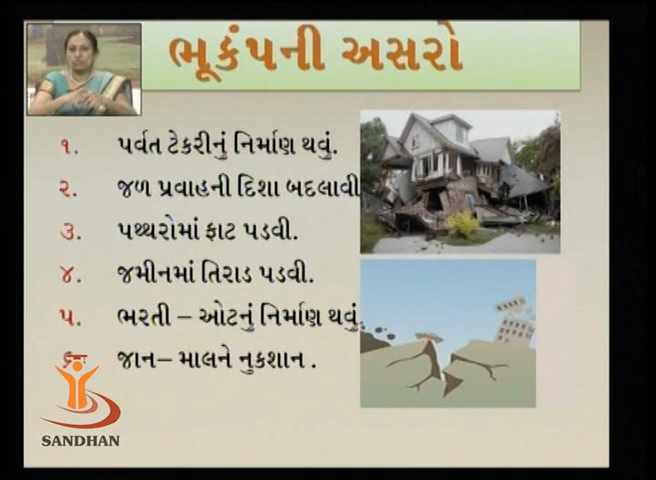 ભૂકંપની અસરો
૧. પર્વત ટેકરીનું નિર્માણ થવું.
૨. જળ પ્રવાહની દિશા બદલાવી
૩. પથ્થરોમાં ફાટ પડવી.
૪. જમીનમાં તિરાડ પડવી.
૫. ભરતી – ઓટનું નિર્માણ થવું.
જાન– માલને નુકશાન .
SANDHAN